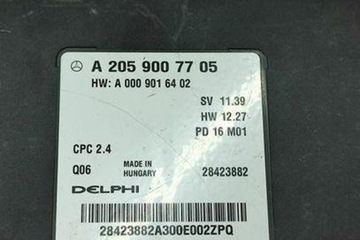 A 205 900 77 05
HW: A 000 901 64 02
SV 11.39
HW 12.27
PD 16 M01
CPC 2.4
Q06 MADE IN HUNGARY 28423882
DELPHI
28423882A300E002ZPQ